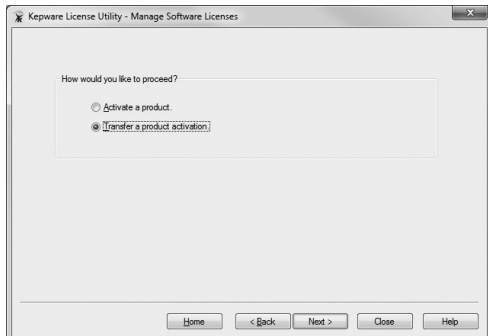 Kepware License Utility - Manage Software Licenses
How would you like to proceed?
Activate a product.
Transfer a product activation.
Home < Back Next > Close Help